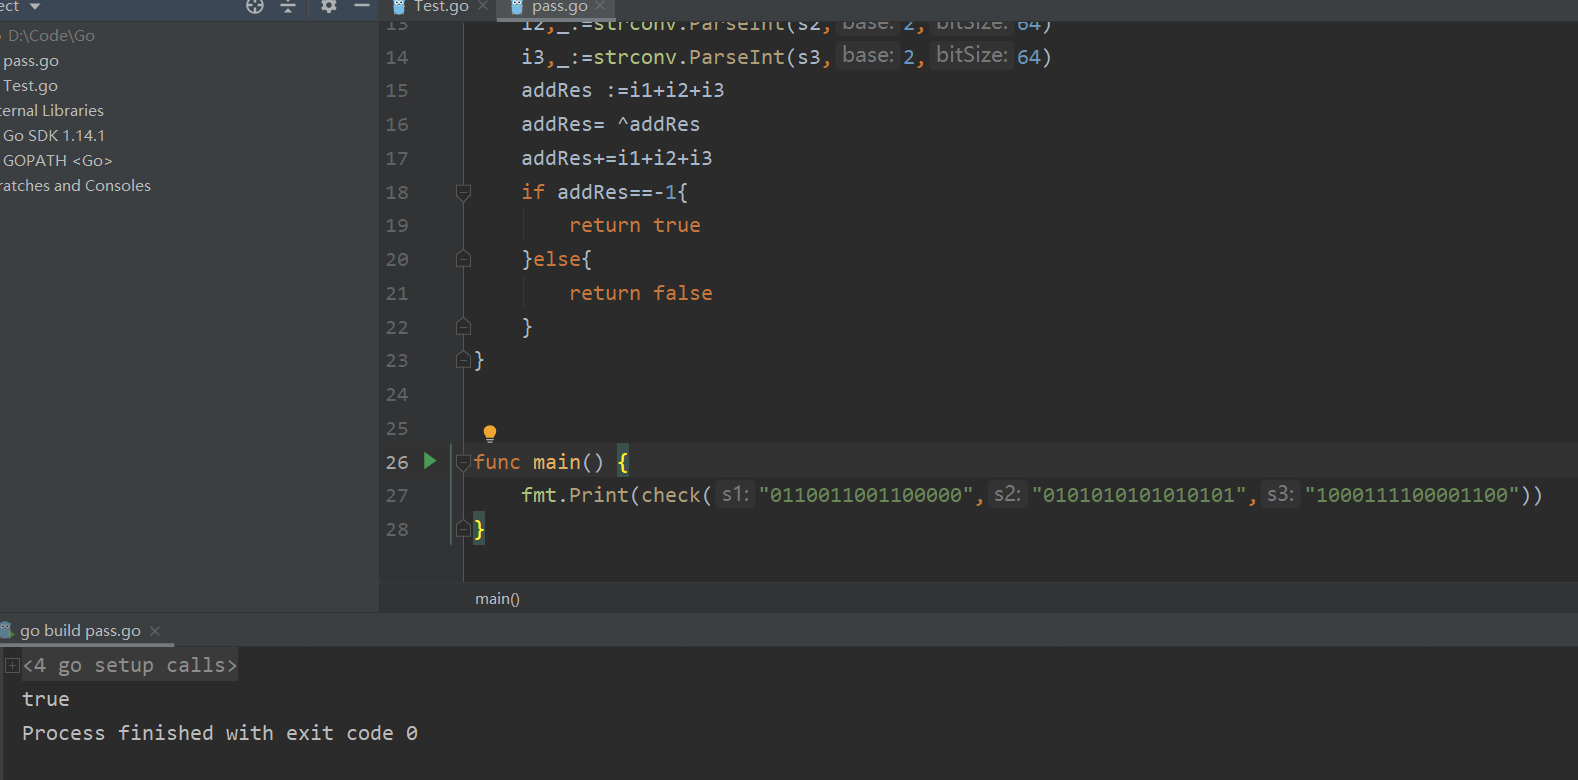 ect
Test.go
pass.go
D:\Code\Go
pass.go
Test.go
ternal Libraries
Go SDK 1.14.1
GOPATH <Go>
ratches and Consoles
13 i2,_:=strconv.ParseInt(s2, base: 2, bitSize: 64)
14 i3,_:=strconv.ParseInt(s3, base: 2, bitSize: 64)
15 addRes :=i1+i2+i3
16 addRes= ^addRes
17 addRes+=i1+i2+i3
18 if addRes==-1{
19 return true
20 }else{
21 return false
22 }
23 }
24
25
26 func main() {
27 fmt.Print(check( s1: "0110011001100000", s2: "0101010101010101", s3: "1000111100001100"))
28 }
main()
go build pass.go
<4 go setup calls>
true
Process finished with exit code 0